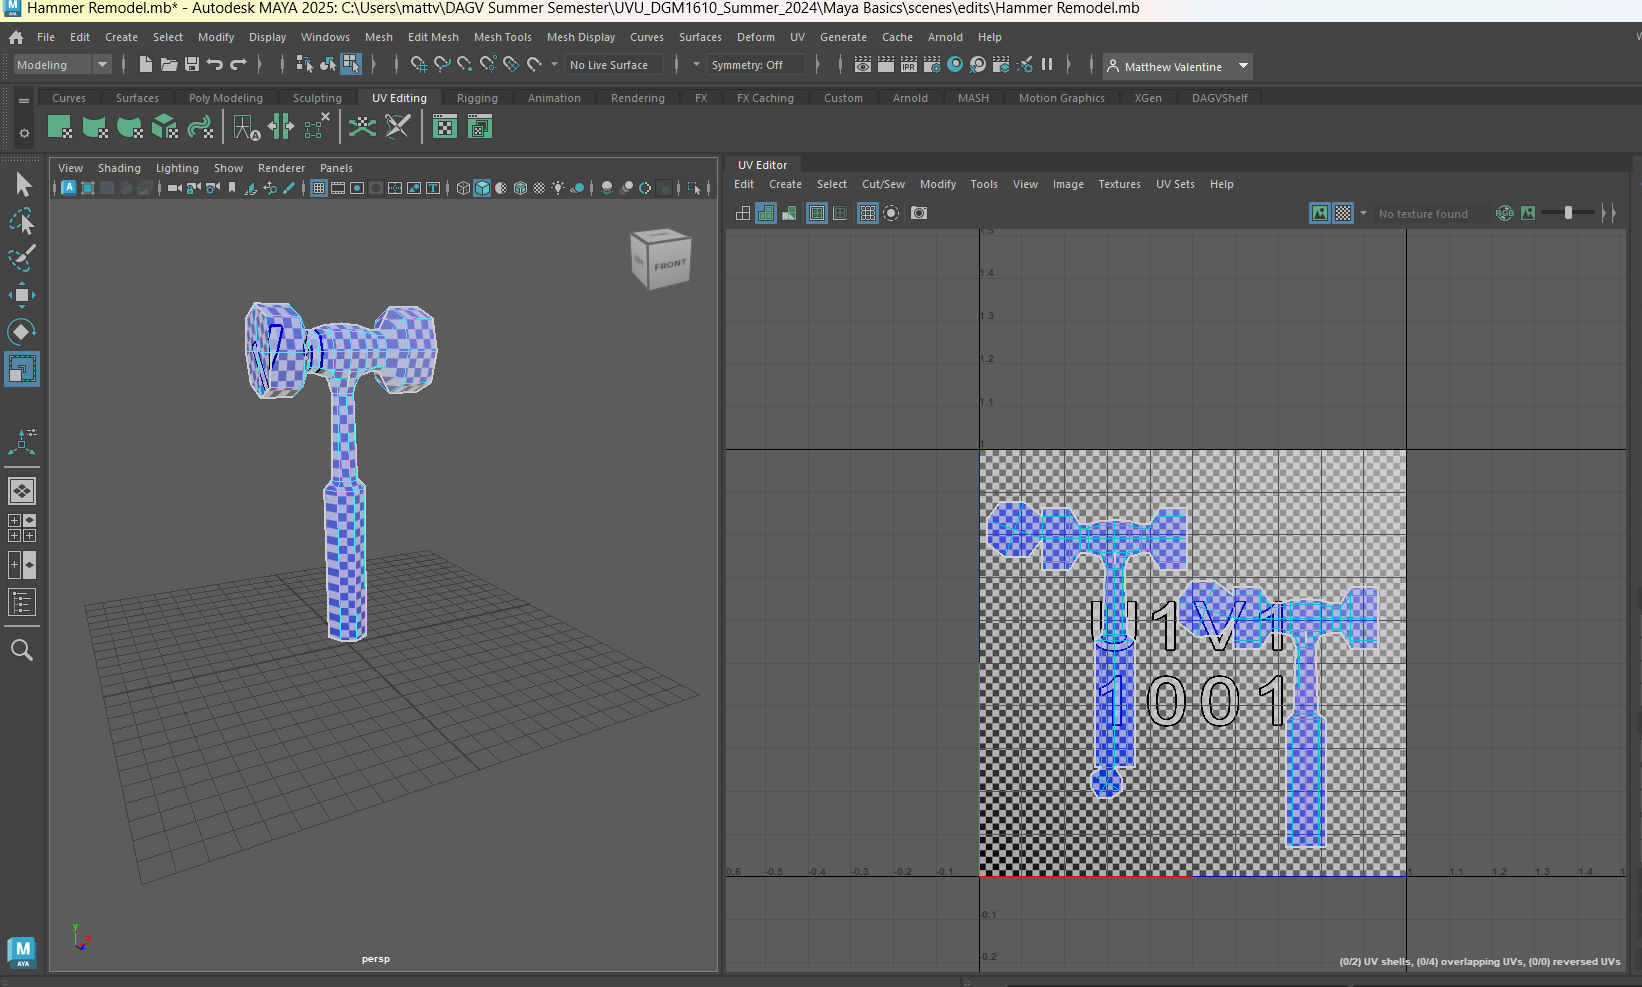 Hammer Remodel.mb* - Autodesk MAYA 2025: C:\Users\mattv\DAGV Summer Semester\UVU_DGM1610_Summer_2024\Maya Basics\scenes\edits\Hammer Remodel.mb
File Edit Create Select Modify Display Windows Mesh Edit Mesh Mesh Tools Mesh Display Curves Surfaces Deform UV Generate Cache Arnold Help
Modeling No Live Surface Symmetry: Off IPR Matthew Valentine
Curves Surfaces Poly Modeling Sculpting UV Editing Rigging Animation Rendering FX FX Caching Custom Arnold MASH Motion Graphics XGen DAGVShelf
View Shading Lighting Show Renderer Panels
UV Editor
Edit Create Select Cut/Sew Modify Tools View Image Textures UV Sets Help
No texture found RGB
FRONT
1.5
1.4
1.3
1.2
1.1
1
U1V1
1001
0.6 -0.5 -0.4 -0.3 -0.2 -0.1 1 1.1 1.2 1.3 1.4
-0.1
-0.2
y
x
z
persp
(0/2) UV shells, (0/4) overlapping UVs, (0/0) reversed UVs
M
AYA